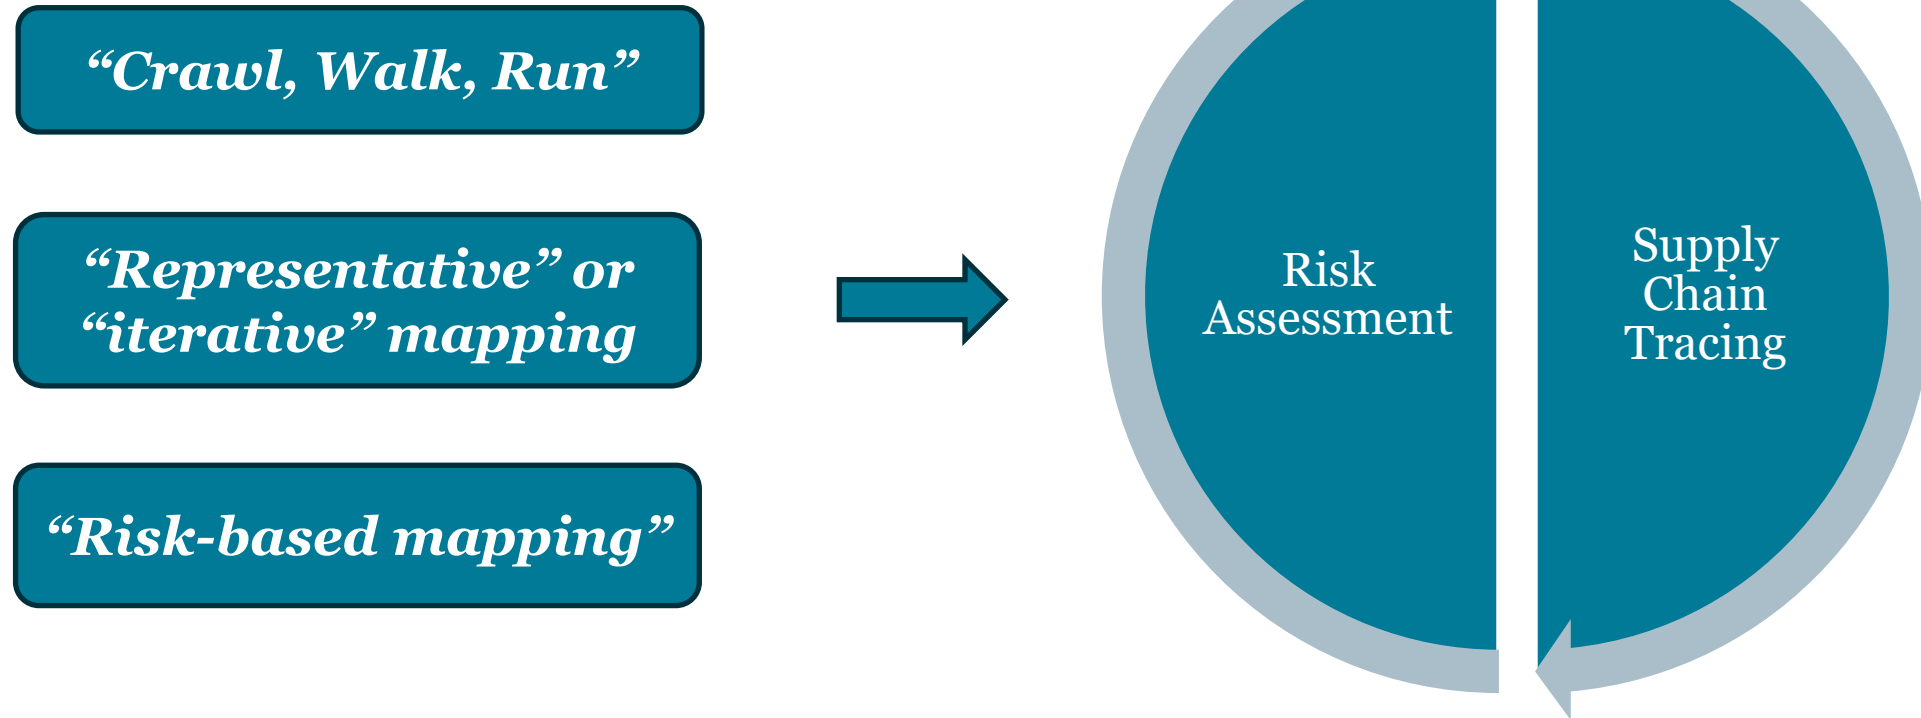 “Crawl, Walk, Run”
“Representative” or
“iterative” mapping
“Risk-based mapping”
Risk
Assessment
Supply
Chain
Tracing